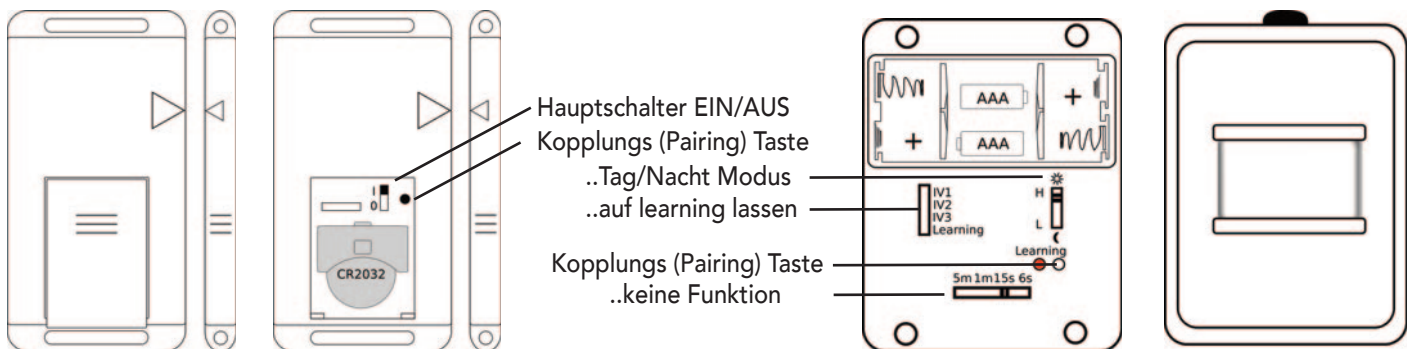 Hauptschalter EIN/AUS
Kopplungs (Pairing) Taste
..Tag/Nacht Modus
..auf learning lassen
Kopplungs (Pairing) Taste
..keine Funktion
I
0
CR2032
AAA
+
+
AAA
IV1
IV2
IV3
Learning
H
L
Learning
5m 1m 15s 6s